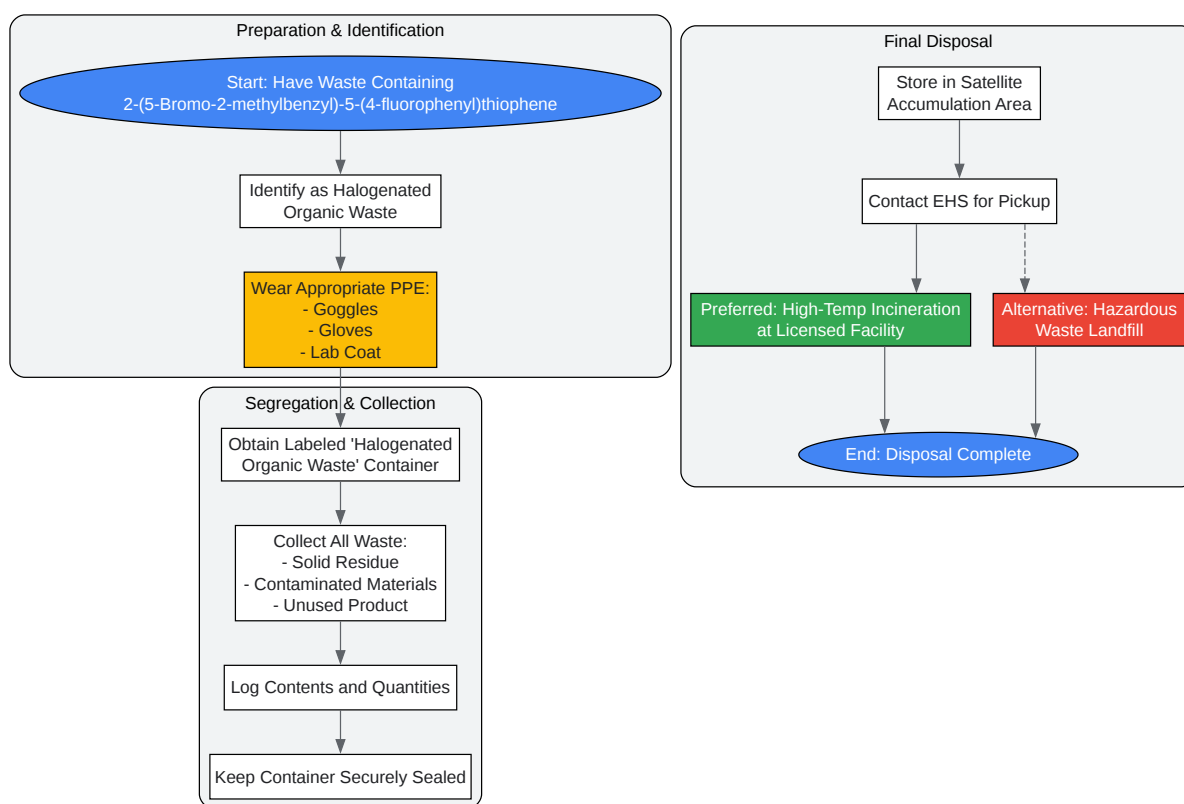 Preparation & Identification
Start: Have Waste Containing
2-(5-Bromo-2-methylbenzyl)-5-(4-fluorophenyl)thiophene
Identify as Halogenated
Organic Waste
Wear Appropriate PPE:
- Goggles
- Gloves
- Lab Coat
Segregation & Collection
Obtain Labeled 'Halogenated
Organic Waste' Container
Collect All Waste:
- Solid Residue
- Contaminated Materials
- Unused Product
Log Contents and Quantities
Keep Container Securely Sealed
Final Disposal
Store in Satellite
Accumulation Area
Contact EHS for Pickup
Preferred: High-Temp Incineration
at Licensed Facility
Alternative: Hazardous
Waste Landfill
End: Disposal Complete